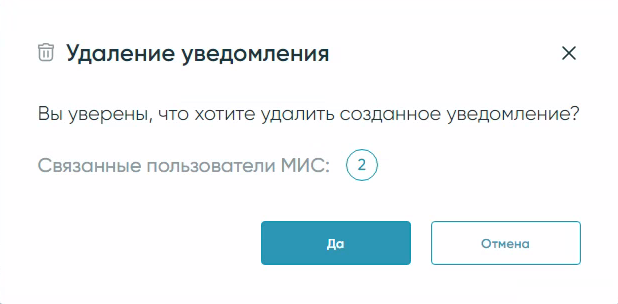 Удаление уведомления
Вы уверены, что хотите удалить созданное уведомление?
Связанные пользователи МИС: 2
Да
Отмена